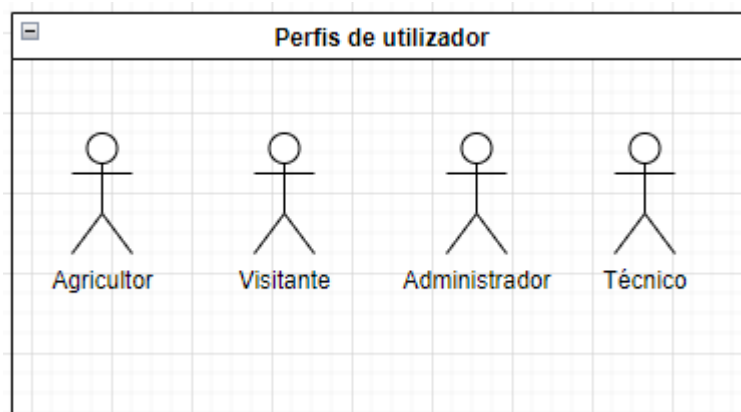 Perfis de utilizador
Agricultor Visitante Administrador Técnico